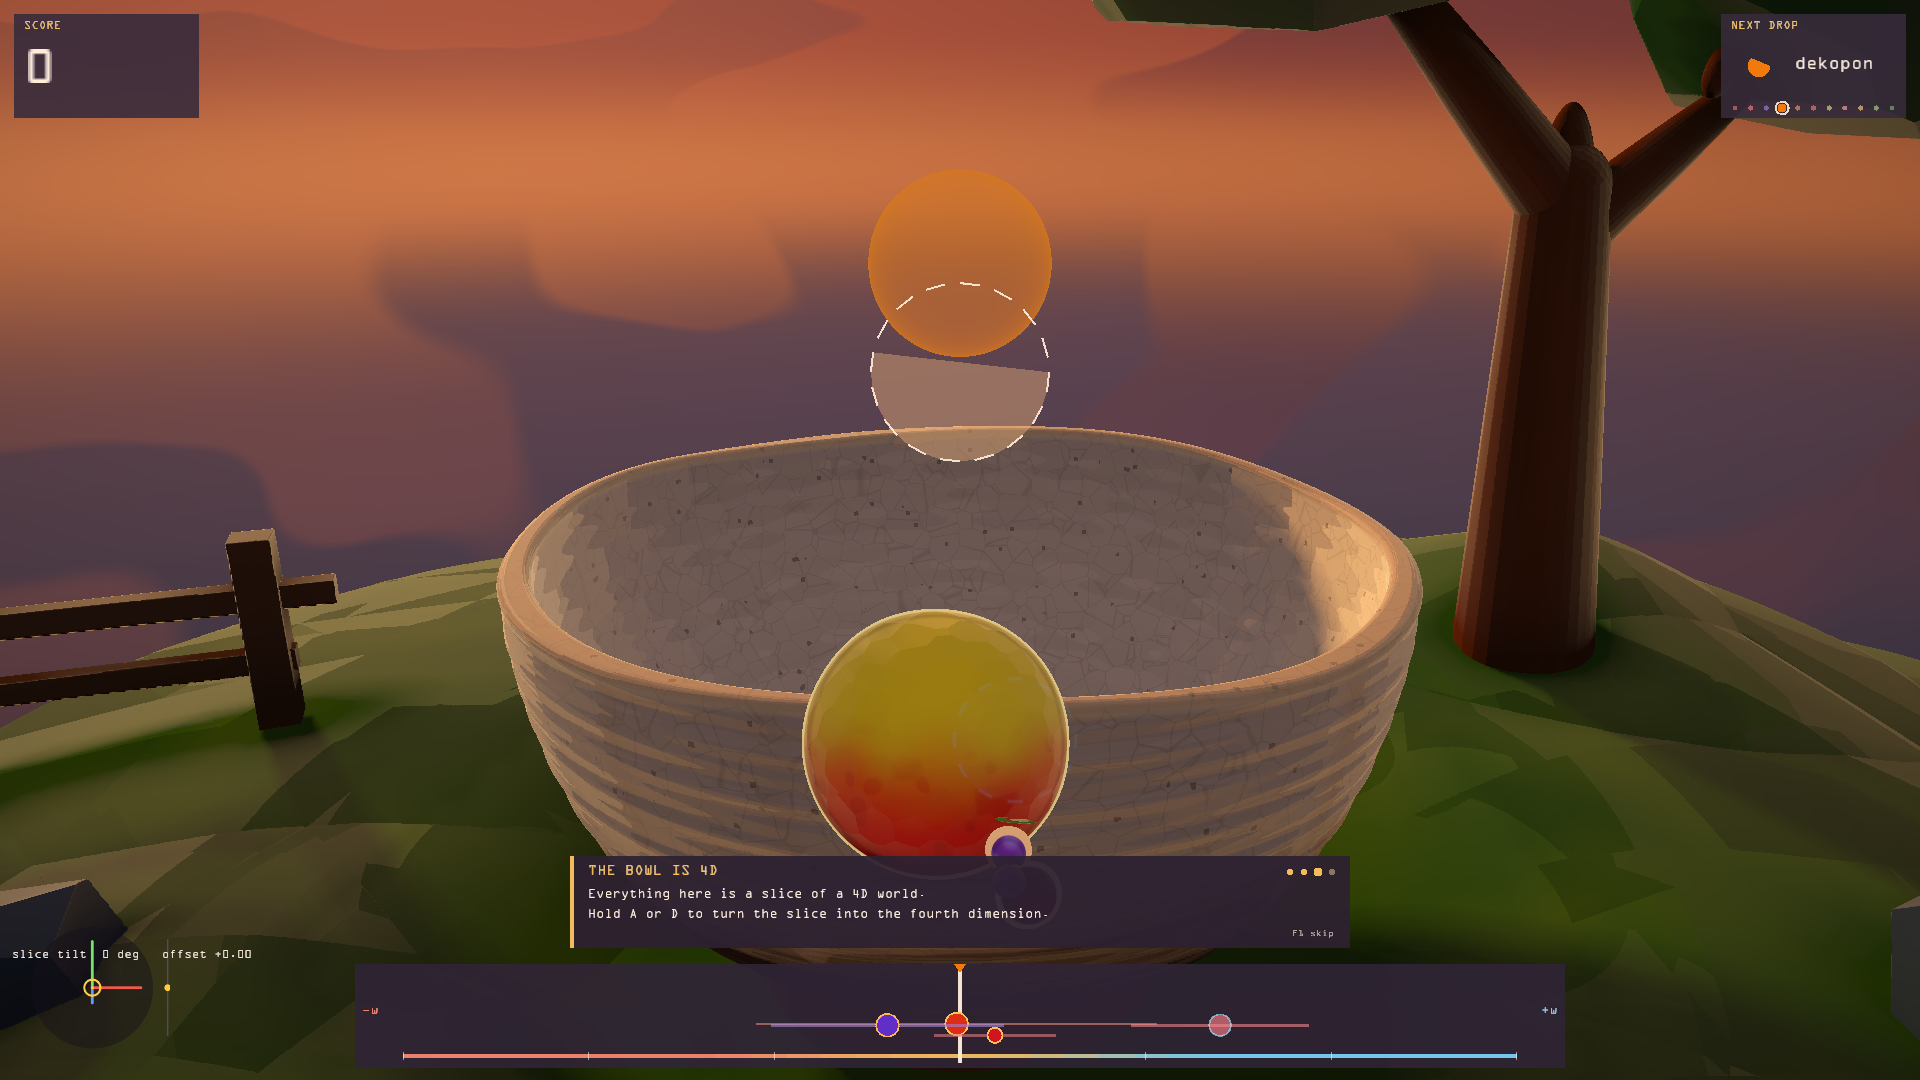 SCORE
0
NEXT DROP
dekopon
THE BOWL IS 4D
Everything here is a slice of a 4D world.
Hold A or D to turn the slice into the fourth dimension.
F1 skip
slice tilt 0 deg offset +0.00
-w
+w